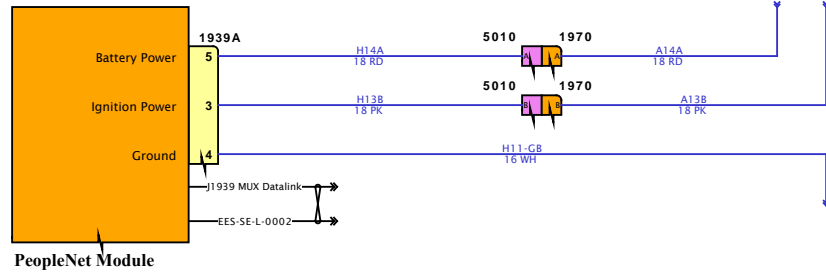 1939A
5010 1970
Battery Power 5 H14A 18 RD A A A14A 18 RD
5010 1970
Ignition Power 3 H13B 18 PK B B A13B 18 PK
Ground 4 H11-GB 16 WH
J1939 MUX Datalink
EES-SE-L-0002
PeopleNet Module